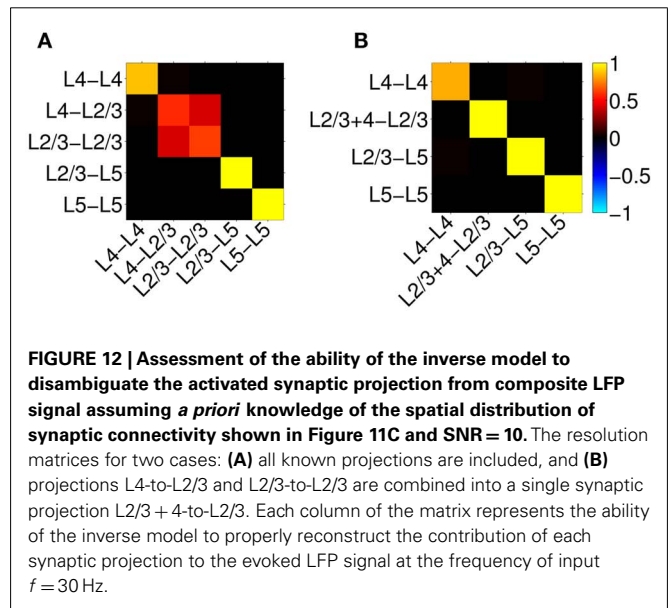 A
B
L4−L4
L4−L2/3
L2/3−L2/3
L2/3−L5
L5−L5
L4−L4
L4−L2/3
L2/3−L2/3
L2/3−L5
L5−L5
L4−L4
L2/3+4−L2/3
L2/3−L5
L5−L5
L4−L4
L2/3+4−L2/3
L2/3−L5
L5−L5
1
0.5
0
−0.5
−1
FIGURE 12 | Assessment of the ability of the inverse model to
disambiguate the activated synaptic projection from composite LFP
signal assuming a priori knowledge of the spatial distribution of
synaptic connectivity shown in Figure 11C and SNR = 10. The resolution
matrices for two cases: (A) all known projections are included, and (B)
projections L4-to-L2/3 and L2/3-to-L2/3 are combined into a single synaptic
projection L2/3 + 4-to-L2/3. Each column of the matrix represents the ability
of the inverse model to properly reconstruct the contribution of each
synaptic projection to the evoked LFP signal at the frequency of input
f = 30 Hz.